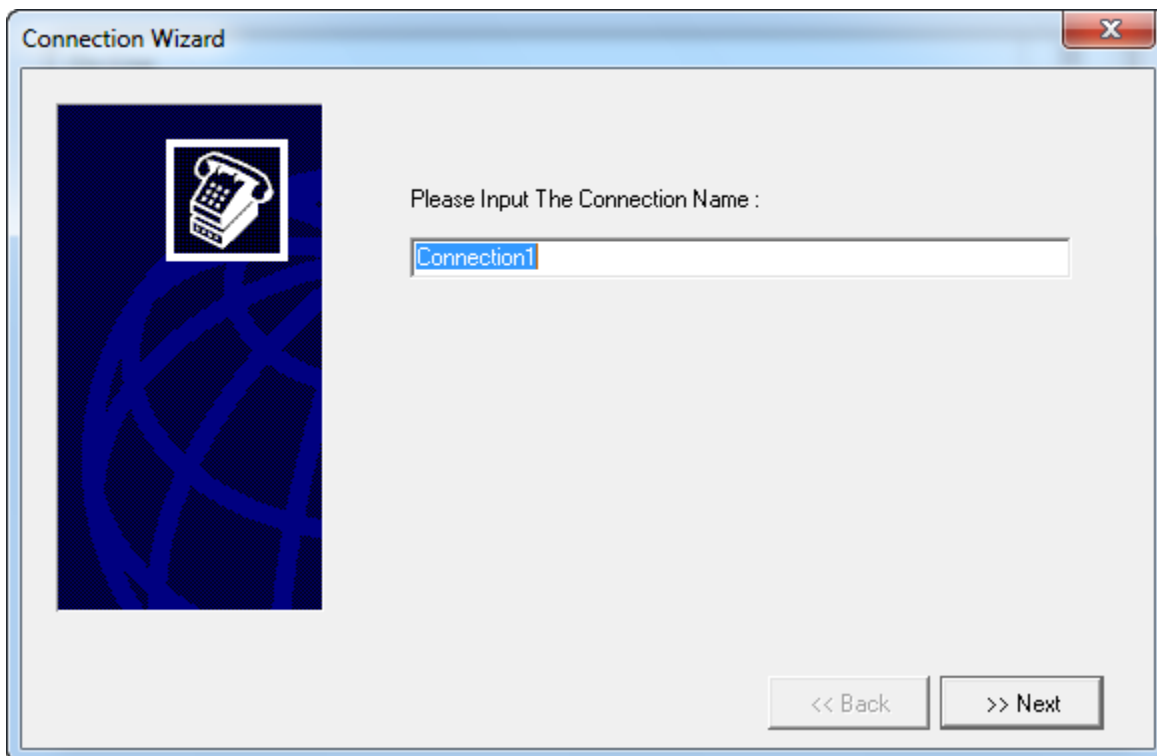 Connection Wizard
Please Input The Connection Name :
Connection1
<< Back
>> Next